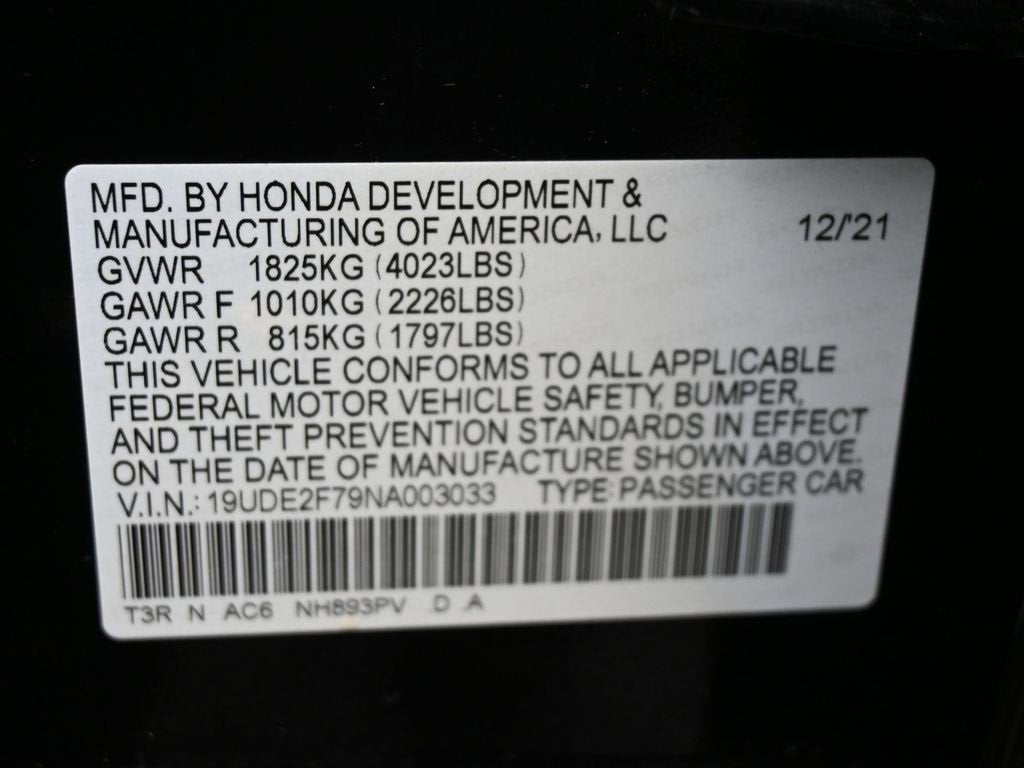 MFD. BY HONDA DEVELOPMENT &
MANUFACTURING OF AMERICA, LLC 12/'21
GVWR 1825KG (4023LBS)
GAWR F 1010KG (2226LBS)
GAWR R 815KG (1797LBS)
THIS VEHICLE CONFORMS TO ALL APPLICABLE
FEDERAL MOTOR VEHICLE SAFETY, BUMPER,
AND THEFT PREVENTION STANDARDS IN EFFECT
ON THE DATE OF MANUFACTURE SHOWN ABOVE.
V.I.N.: 19UDE2F79NA003033 TYPE: PASSENGER CAR
T3R N AC6 NH893PV D A